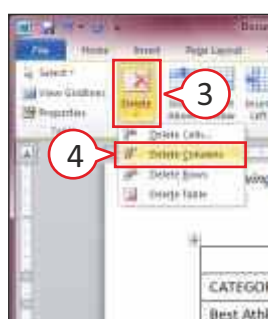 File Home Insert Page Layout
Select
View Gridlines
Properties
Delete
3
Delete Cells...
4
Delete Columns
Delete Rows
Delete Table
CATEGOR
Best Athl